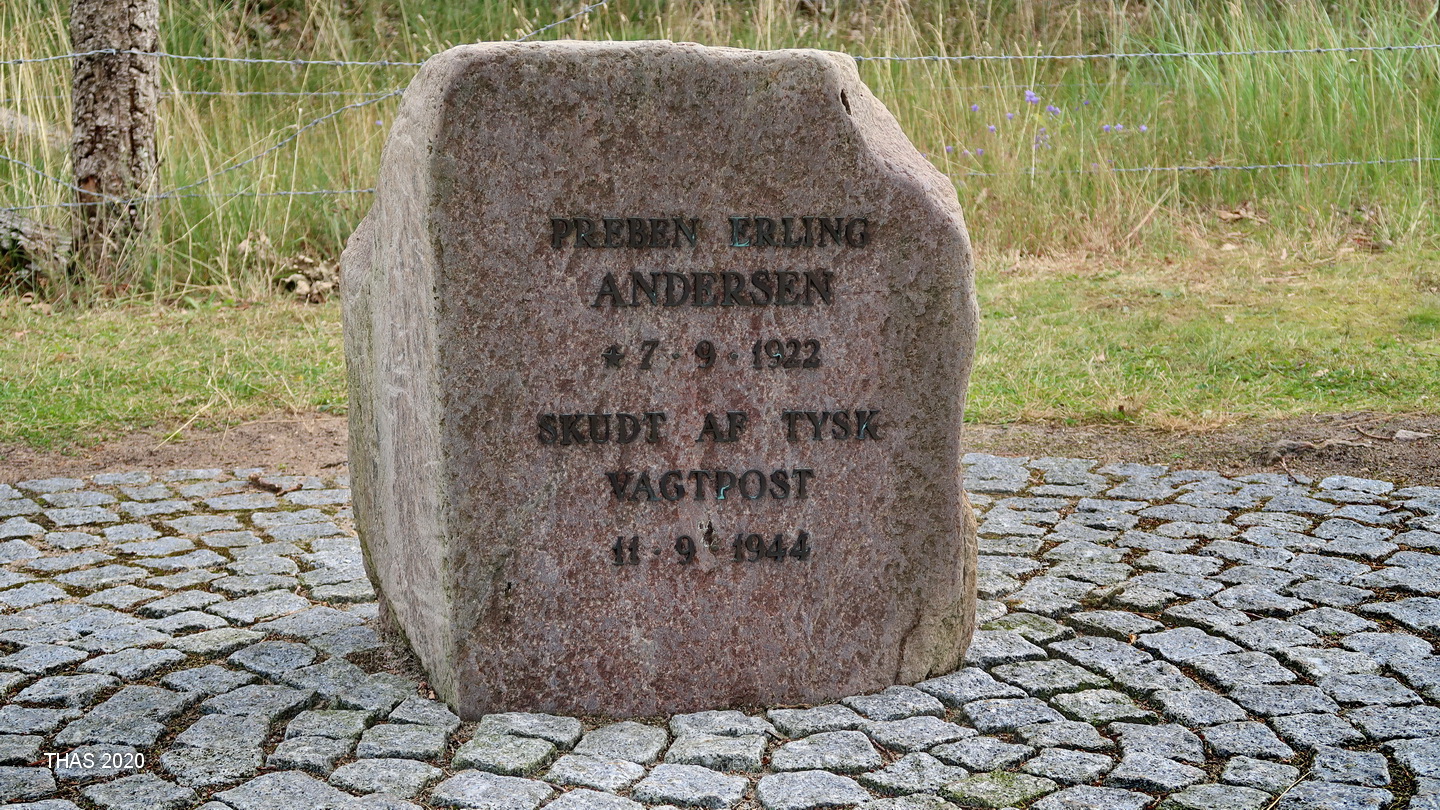 PREBEN ERLING
ANDERSEN
* 7 · 9 · 1922
SKUDT AF TYSK
VAGTPOST
11 · 9 · 1944
THAS 2020